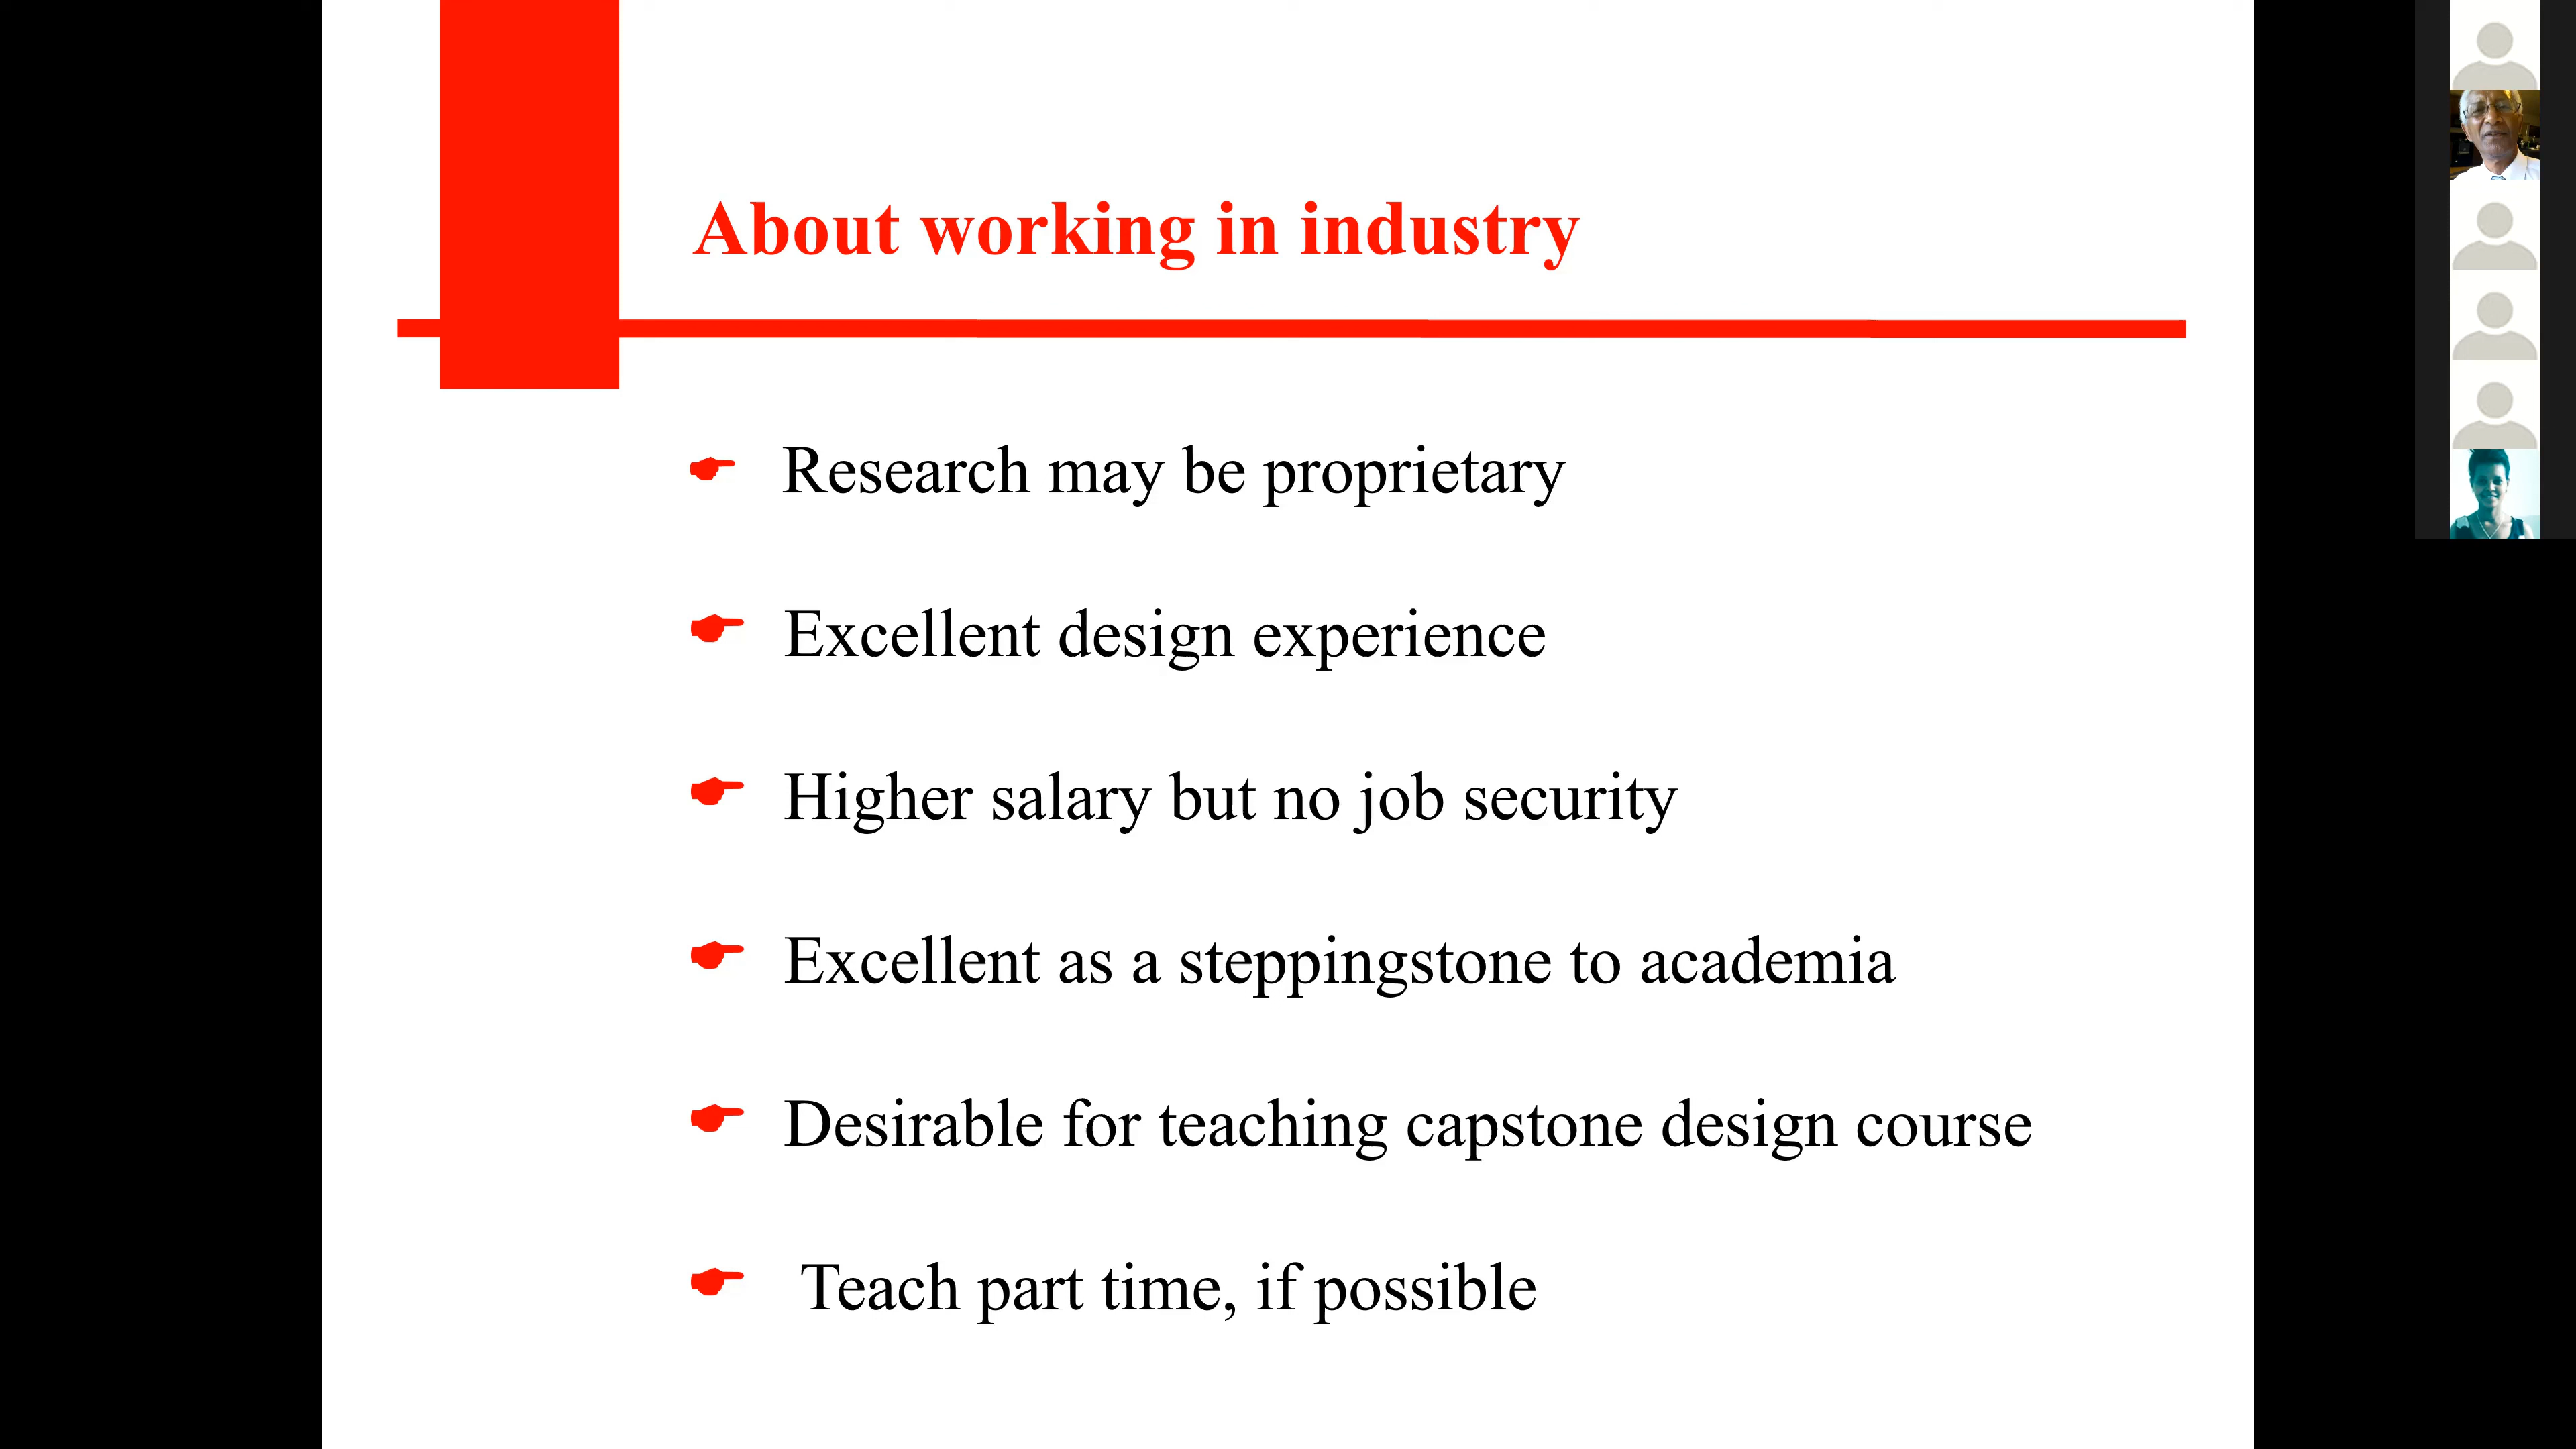 About working in industry
Research may be proprietary
Excellent design experience
Higher salary but no job security
Excellent as a steppingstone to academia
Desirable for teaching capstone design course
Teach part time, if possible